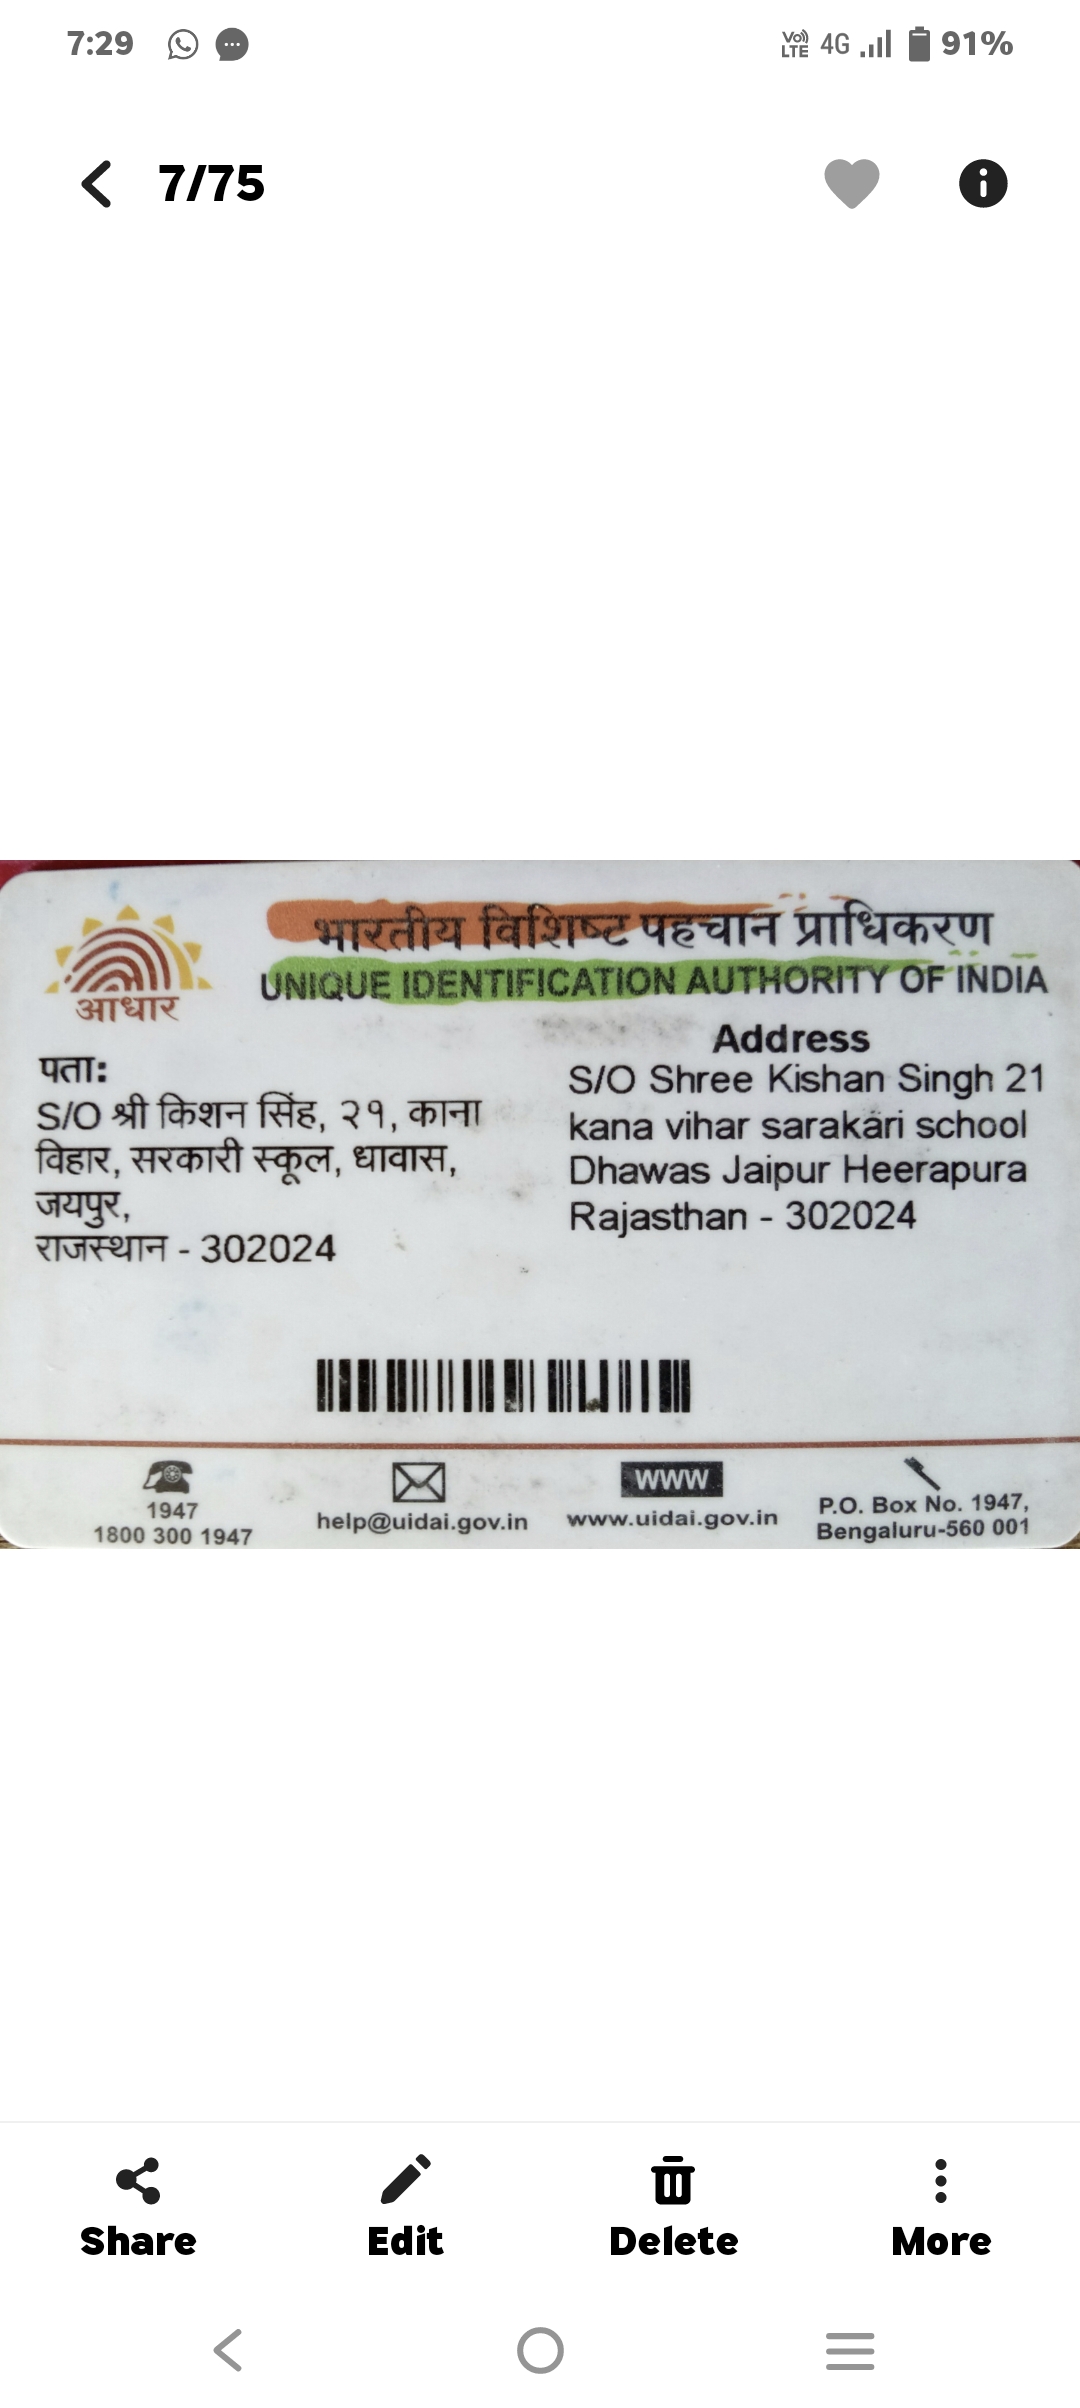 7:29 4G 91%
7/75
भारतीय विशिष्ट पहचान प्राधिकरण
UNIQUE IDENTIFICATION AUTHORITY OF INDIA
आधार
पता:
S/O श्री किशन सिंह, २१, काना
विहार, सरकारी स्कूल, धावास,
जयपुर,
राजस्थान - 302024
Address
S/O Shree Kishan Singh 21
kana vihar sarakari school
Dhawas Jaipur Heerapura
Rajasthan - 302024
1947
1800 300 1947
help@uidai.gov.in
www
www.uidai.gov.in
P.O. Box No. 1947,
Bengaluru-560 001
Share Edit Delete More